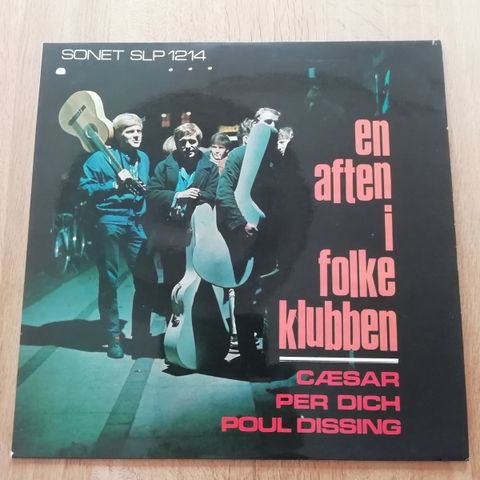 SONET SLP 1214
en
aften
i
folke
klubben
CÆSAR
PER DICH
POUL DISSING